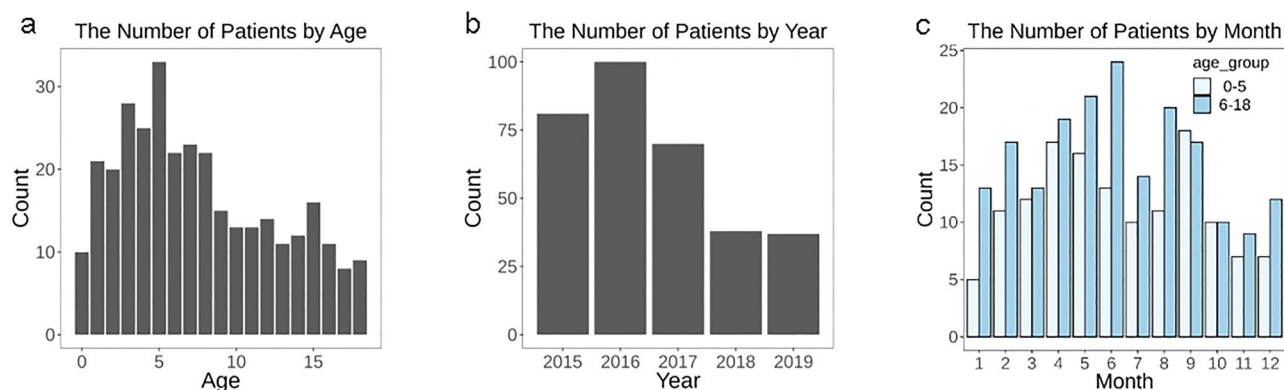 a
The Number of Patients by Age
Count
30
20
10
0
0 5 10 15
Age
b
The Number of Patients by Year
Count
100
75
50
25
0
2015 2016 2017 2018 2019
Year
c
The Number of Patients by Month
Count
25
20
15
10
5
0
age_group
0-5
6-18
1 2 3 4 5 6 7 8 9 10 11 12
Month